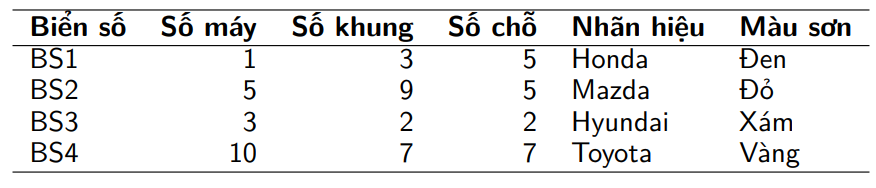 Biển số Số máy Số khung Số chỗ Nhãn hiệu Màu sơn
BS1 1 3 5 Honda Đen
BS2 5 9 5 Mazda Đỏ
BS3 3 2 2 Hyundai Xám
BS4 10 7 7 Toyota Vàng